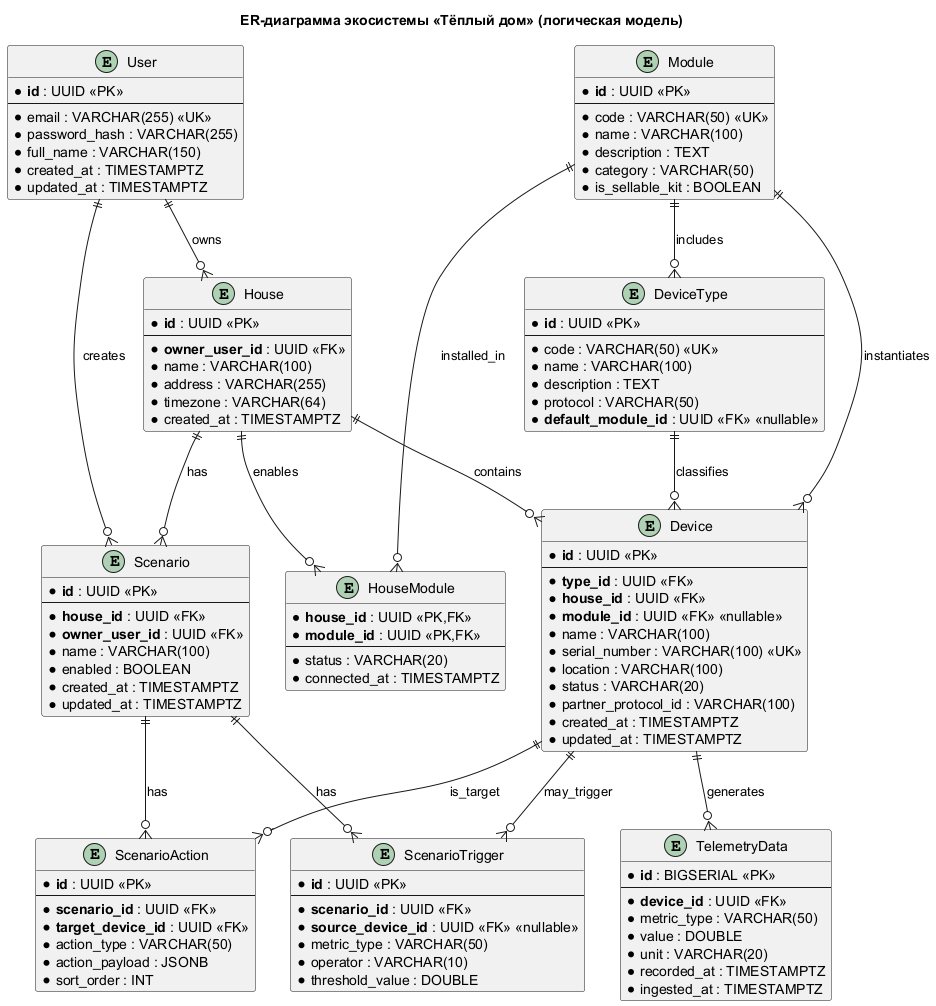 ER-диаграмма экосистемы «Тёплый дом» (логическая модель)
E User
id : UUID «PK»
email : VARCHAR(255) «UK»
password_hash : VARCHAR(255)
full_name : VARCHAR(150)
created_at : TIMESTAMPTZ
updated_at : TIMESTAMPTZ
E Module
id : UUID «PK»
code : VARCHAR(50) «UK»
name : VARCHAR(100)
description : TEXT
category : VARCHAR(50)
is_sellable_kit : BOOLEAN
owns
includes
E House
id : UUID «PK»
owner_user_id : UUID «FK»
name : VARCHAR(100)
address : VARCHAR(255)
timezone : VARCHAR(64)
created_at : TIMESTAMPTZ
E DeviceType
id : UUID «PK»
code : VARCHAR(50) «UK»
name : VARCHAR(100)
description : TEXT
protocol : VARCHAR(50)
default_module_id : UUID «FK» «nullable»
creates
installed_in
instantiates
has
enables
contains
classifies
E Scenario
id : UUID «PK»
house_id : UUID «FK»
owner_user_id : UUID «FK»
name : VARCHAR(100)
enabled : BOOLEAN
created_at : TIMESTAMPTZ
updated_at : TIMESTAMPTZ
E HouseModule
house_id : UUID «PK,FK»
module_id : UUID «PK,FK»
status : VARCHAR(20)
connected_at : TIMESTAMPTZ
E Device
id : UUID «PK»
type_id : UUID «FK»
house_id : UUID «FK»
module_id : UUID «FK» «nullable»
name : VARCHAR(100)
serial_number : VARCHAR(100) «UK»
location : VARCHAR(100)
status : VARCHAR(20)
partner_protocol_id : VARCHAR(100)
created_at : TIMESTAMPTZ
updated_at : TIMESTAMPTZ
has
has
is_target
may_trigger
generates
E ScenarioAction
id : UUID «PK»
scenario_id : UUID «FK»
target_device_id : UUID «FK»
action_type : VARCHAR(50)
action_payload : JSONB
sort_order : INT
E ScenarioTrigger
id : UUID «PK»
scenario_id : UUID «FK»
source_device_id : UUID «FK» «nullable»
metric_type : VARCHAR(50)
operator : VARCHAR(10)
threshold_value : DOUBLE
E TelemetryData
id : BIGSERIAL «PK»
device_id : UUID «FK»
metric_type : VARCHAR(50)
value : DOUBLE
unit : VARCHAR(20)
recorded_at : TIMESTAMPTZ
ingested_at : TIMESTAMPTZ